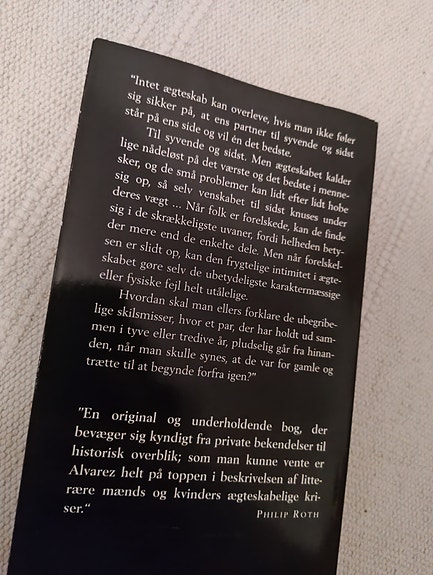 "Intet ægteskab kan overleve, hvis man ikke føler
sig sikker på, at ens partner til syvende og sidst
står på ens side og vil én det bedste.
Til syvende og sidst. Men ægteskabet kalder
lige nådeløst på det værste og det bedste i menne-
sker, og de små problemer kan lidt efter lidt hobe
sig op, så selv venskabet til sidst knuses under
deres vægt ... Når folk er forelskede, kan de finde
sig i de skrækkeligste uvaner, fordi helheden bety-
der mere end de enkelte dele. Men når forelskel-
sen er slidt op, kan den frygtelige intimitet i ægte-
skabet gøre selv de ubetydeligste karaktermæssige
eller fysiske fejl helt utålelige.
Hvordan skal man ellers forklare de ubegribe-
lige skilsmisser, hvor et par, der har holdt ud sam-
men i tyve eller tredive år, pludselig går fra hinan-
den, når man skulle synes, at de var for gamle og
trætte til at begynde forfra igen?"
"En original og underholdende bog, der
bevæger sig kyndigt fra private bekendelser til
historisk overblik; som man kunne vente er
Alvarez helt på toppen i beskrivelsen af litte-
rære mænds og kvinders ægteskabelige kri-
ser."
PHILIP ROTH